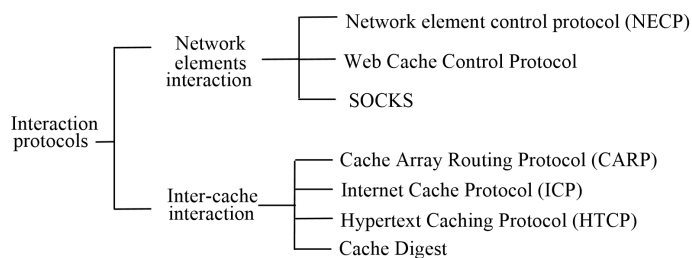 Interaction
protocols
Network
elements
interaction
Network element control protocol (NECP)
Web Cache Control Protocol
SOCKS
Inter-cache
interaction
Cache Array Routing Protocol (CARP)
Internet Cache Protocol (ICP)
Hypertext Caching Protocol (HTCP)
Cache Digest